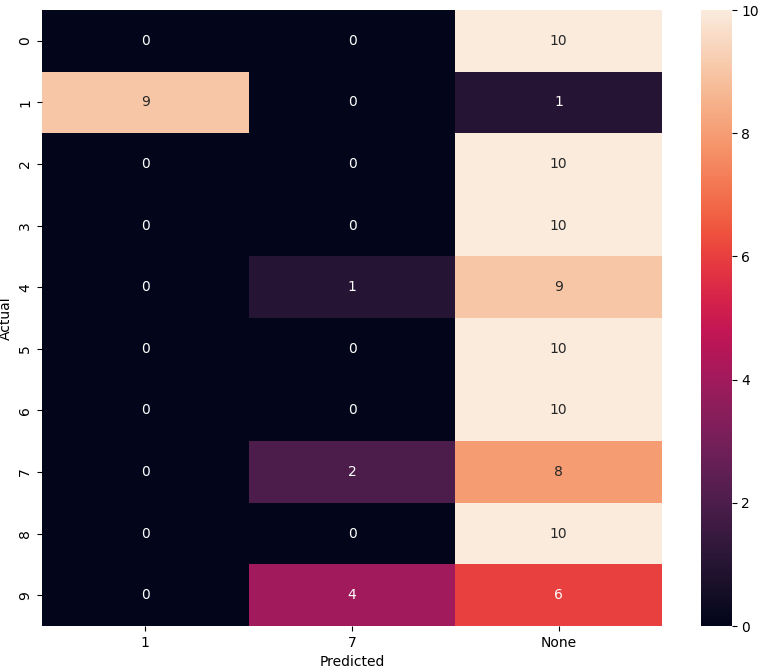 0 0 0 10 10
1 9 0 1
8
2 0 0 10
3 0 0 10
6
4 0 1 9
Actual
5 0 0 10
4
6 0 0 10
7 0 2 8
2
8 0 0 10
9 0 4 6
0
1 7 None
Predicted